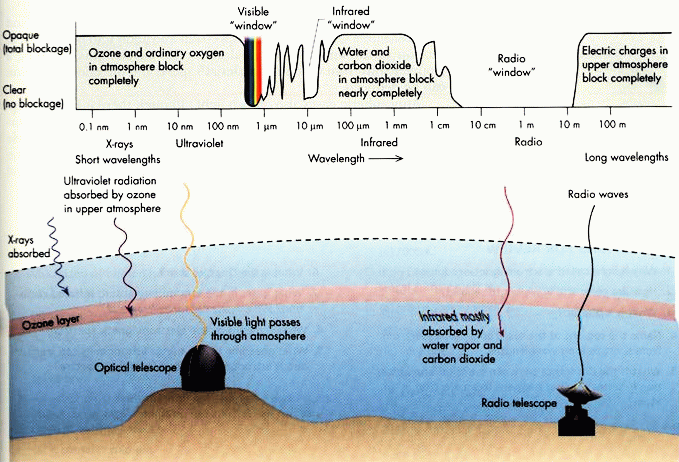 Visible
"window"
Infrared
"window"
Opaque
(total blockage)
Clear
(no blockage)
Ozone and ordinary oxygen
in atmosphere block
completely
Water and
carbon dioxide
in atmosphere block
nearly completely
Radio
"window"
Electric charges in
upper atmosphere
block completely
0.1 nm 1 nm 10 nm 100 nm 1 µm 10 µm 100 µm 1 mm 1 cm 10 cm 1 m 10 m 100 m
X-rays Ultraviolet Infrared Radio
Short wavelengths Wavelength → Long wavelengths
Ultraviolet radiation
absorbed by ozone
in upper atmosphere
X-rays
absorbed
Radio waves
Ozone layer
Visible light passes
through atmosphere
Infrared mostly
absorbed by
water vapor and
carbon dioxide
Optical telescope
Radio telescope